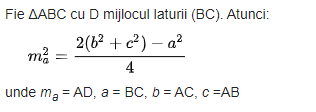 Fie ΔABC cu D mijlocul laturii (BC). Atunci:
m_a^2 = \frac{2(b^2 + c^2) – a^2}{4}
unde m_a = AD, a = BC, b = AC, c =AB